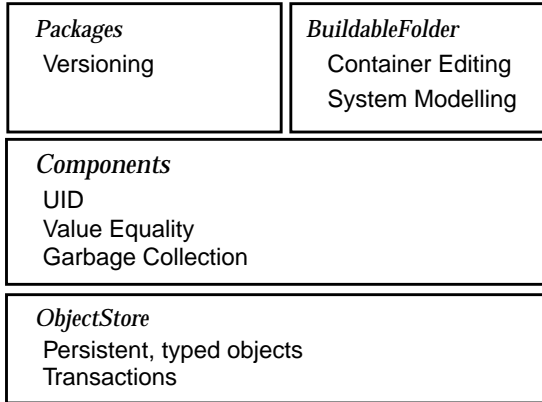 Packages
Versioning
BuildableFolder
Container Editing
System Modelling
Components
UID
Value Equality
Garbage Collection
ObjectStore
Persistent, typed objects
Transactions